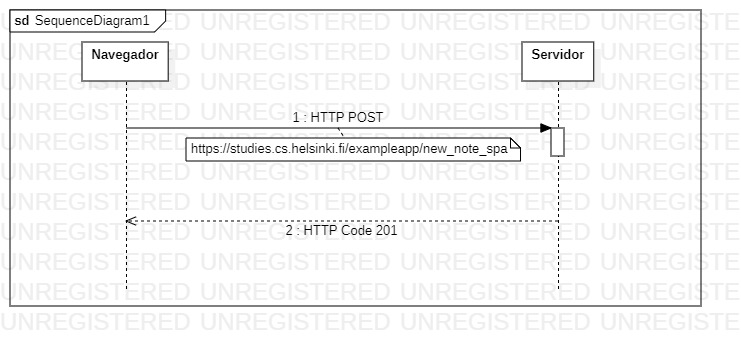 sd SequenceDiagram1
Navegador
Servidor
1 : HTTP POST
https://studies.cs.helsinki.fi/exampleapp/new_note_spa
2 : HTTP Code 201
UNREGISTERED UNREGISTERED UNREGISTERED UNREGISTE
UNREGISTERED UNREGISTERED UNREGISTERED UNREGISTE
UNREGISTERED UNREGISTERED UNREGISTERED UNREGISTE
UNREGISTERED UNREGISTERED UNREGISTERED UNREGISTE
UNREGISTERED UNREGISTERED UNREGISTERED UNREGISTE
UNREGISTERED UNREGISTERED UNREGISTERED UNREGISTE
UNREGISTERED UNREGISTERED UNREGISTERED UNREGISTE
UNREGISTERED UNREGISTERED UNREGISTERED UNREGISTE
UNREGISTERED UNREGISTERED UNREGISTERED UNREGISTE
UNREGISTERED UNREGISTERED UNREGISTERED UNREGISTE
UNREGISTERED UNREGISTERED UNREGISTERED UNREGISTE